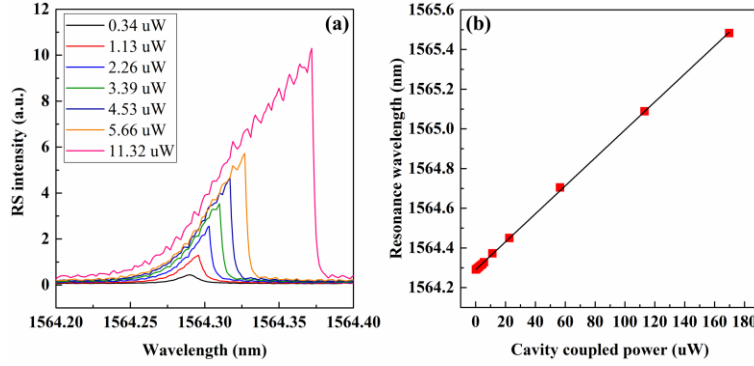 (a)
0.34 uW
1.13 uW
2.26 uW
3.39 uW
4.53 uW
5.66 uW
11.32 uW
RS intensity (a.u.)
12
10
8
6
4
2
0
1564.20 1564.25 1564.30 1564.35 1564.40
Wavelength (nm)
(b)
Resonance wavelength (nm)
1565.6
1565.4
1565.2
1565.0
1564.8
1564.6
1564.4
1564.2
0 20 40 60 80 100 120 140 160 180
Cavity coupled power (uW)